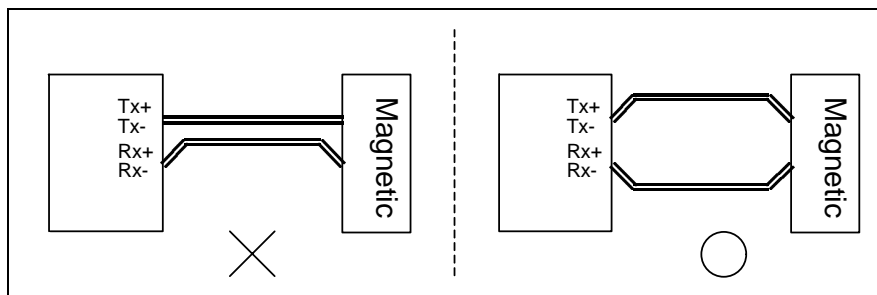 Tx+
Tx-
Rx+
Rx-
Magnetic
Tx+
Tx-
Rx+
Rx-
Magnetic